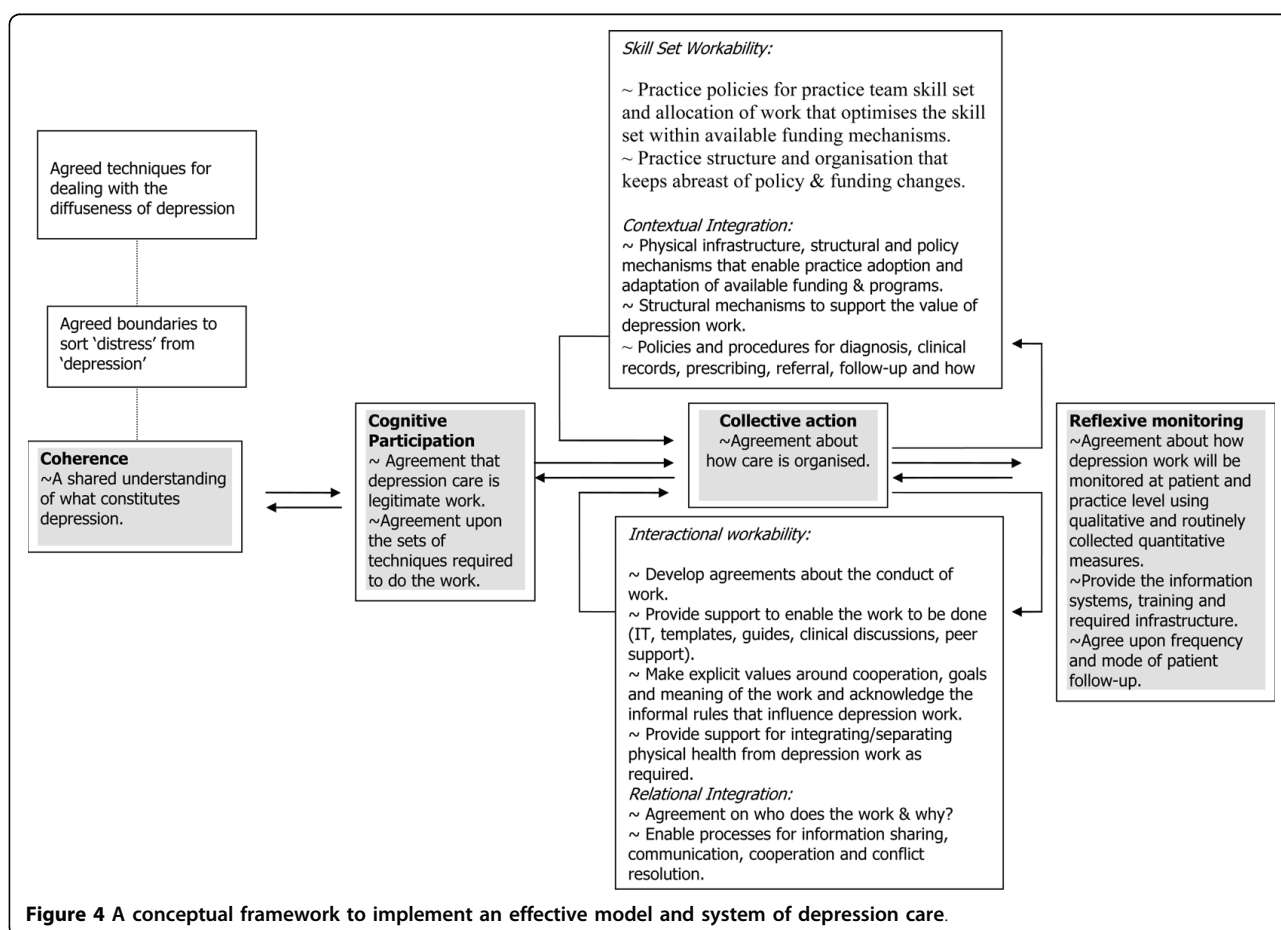 Agreed techniques for
dealing with the
diffuseness of depression
Agreed boundaries to
sort ‘distress’ from
‘depression’
Coherence
~A shared understanding
of what constitutes
depression.
Cognitive
Participation
~ Agreement that
depression care is
legitimate work.
~Agreement upon
the sets of
techniques required
to do the work.
Skill Set Workability:
~ Practice policies for practice team skill set
and allocation of work that optimises the skill
set within available funding mechanisms.
~ Practice structure and organisation that
keeps abreast of policy & funding changes.
Contextual Integration:
~ Physical infrastructure, structural and policy
mechanisms that enable practice adoption and
adaptation of available funding & programs.
~ Structural mechanisms to support the value of
depression work.
~ Policies and procedures for diagnosis, clinical
records, prescribing, referral, follow-up and how
Collective action
~Agreement about
how care is organised.
Interactional workability:
~ Develop agreements about the conduct of
work.
~ Provide support to enable the work to be done
(IT, templates, guides, clinical discussions, peer
support).
~ Make explicit values around cooperation, goals
and meaning of the work and acknowledge the
informal rules that influence depression work.
~ Provide support for integrating/separating
physical health from depression work as
required.
Relational Integration:
~ Agreement on who does the work & why?
~ Enable processes for information sharing,
communication, cooperation and conflict
resolution.
Reflexive monitoring
~Agreement about how
depression work will be
monitored at patient and
practice level using
qualitative and routinely
collected quantitative
measures.
~Provide the information
systems, training and
required infrastructure.
~Agree upon frequency
and mode of patient
follow-up.
Figure 4 A conceptual framework to implement an effective model and system of depression care.